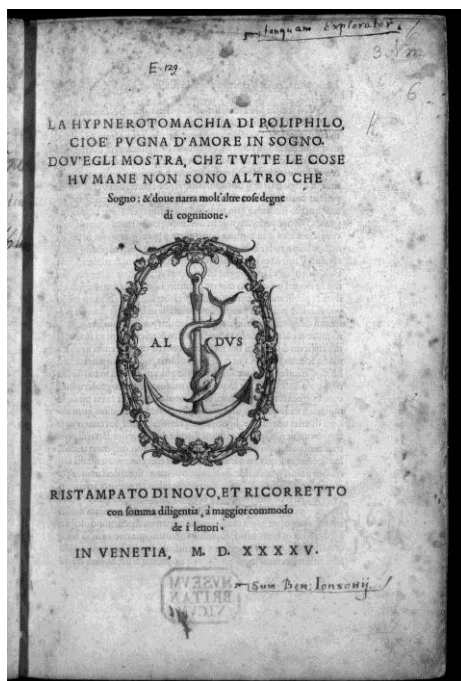 tanquam Explorator.
3 N n
E. 129.
6
k
LA HYPNEROTOMACHIA DI POLIPHILO,
CIOE' PVGNA D'AMORE IN SOGNO.
DOV'EGLI MOSTRA, CHE TVTTE LE COSE
HVMANE NON SONO ALTRO CHE
Sogno: & doue narra molt'altre cose degne
di cognitione.
AL DVS
RISTAMPATO DI NOVO, ET RICORRETTO
con somma diligentia, à maggior commodo
de i lettori.
IN VENETIA, M. D. XXXXV.
Sum Ben: Ionsonij
MVSEVM
BRITAN
NICVM